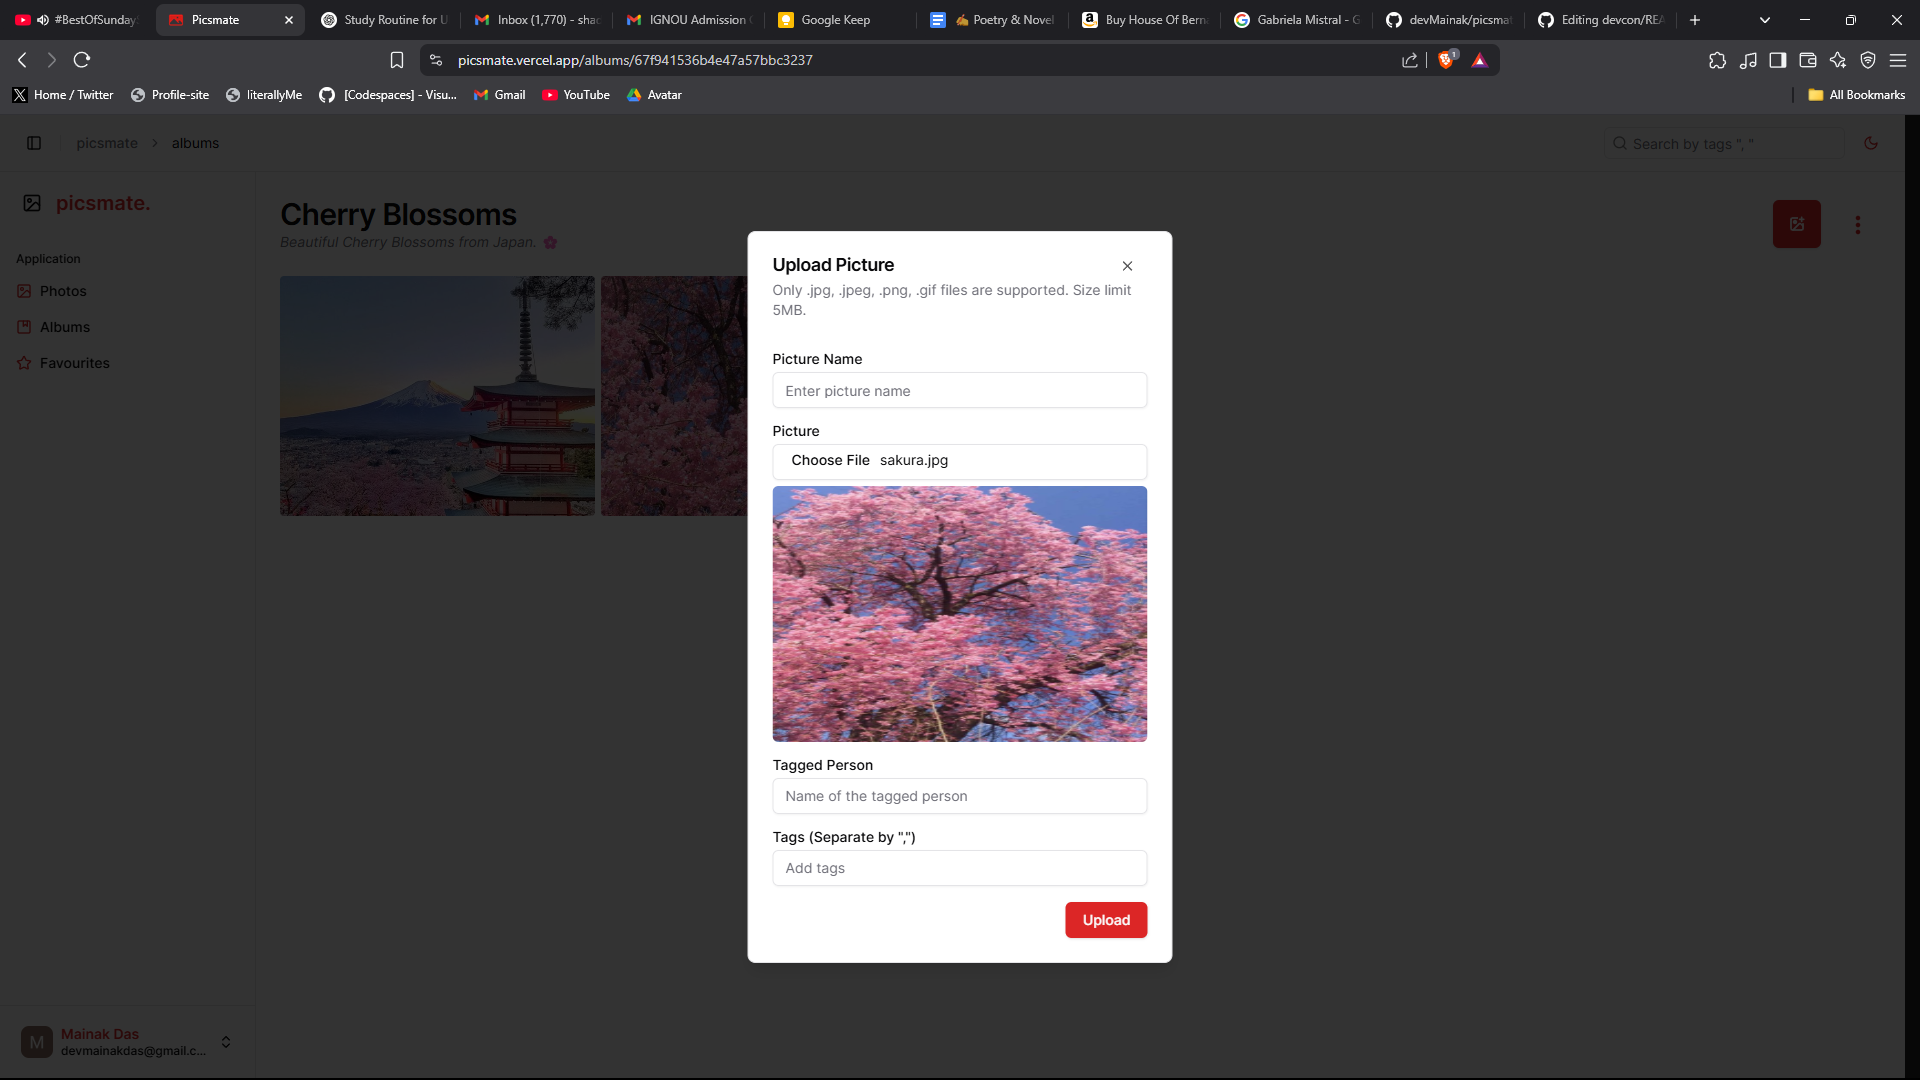 #BestOfSunday
Picsmate
Study Routine for U
Inbox (1,770) - shac
IGNOU Admission
Google Keep
Poetry & Novel
Buy House Of Berna
Gabriela Mistral - G
devMainak/picsmat
Editing devcon/REA
picsmate.vercel.app/albums/67f941536b4e47a57bbc3237
1
Home / Twitter
Profile-site
literallyMe
[Codespaces] - Visu...
Gmail
YouTube
Avatar
All Bookmarks
picsmate > albums
Search by tags ", "
picsmate.
Application
Photos
Albums
Favourites
Cherry Blossoms
Beautiful Cherry Blossoms from Japan. 🌸
Upload Picture
Only .jpg, .jpeg, .png, .gif files are supported. Size limit
5MB.
Picture Name
Enter picture name
Picture
Choose File sakura.jpg
Tagged Person
Name of the tagged person
Tags (Separate by ",")
Add tags
Upload
M
Mainak Das
devmainakdas@gmail.c...